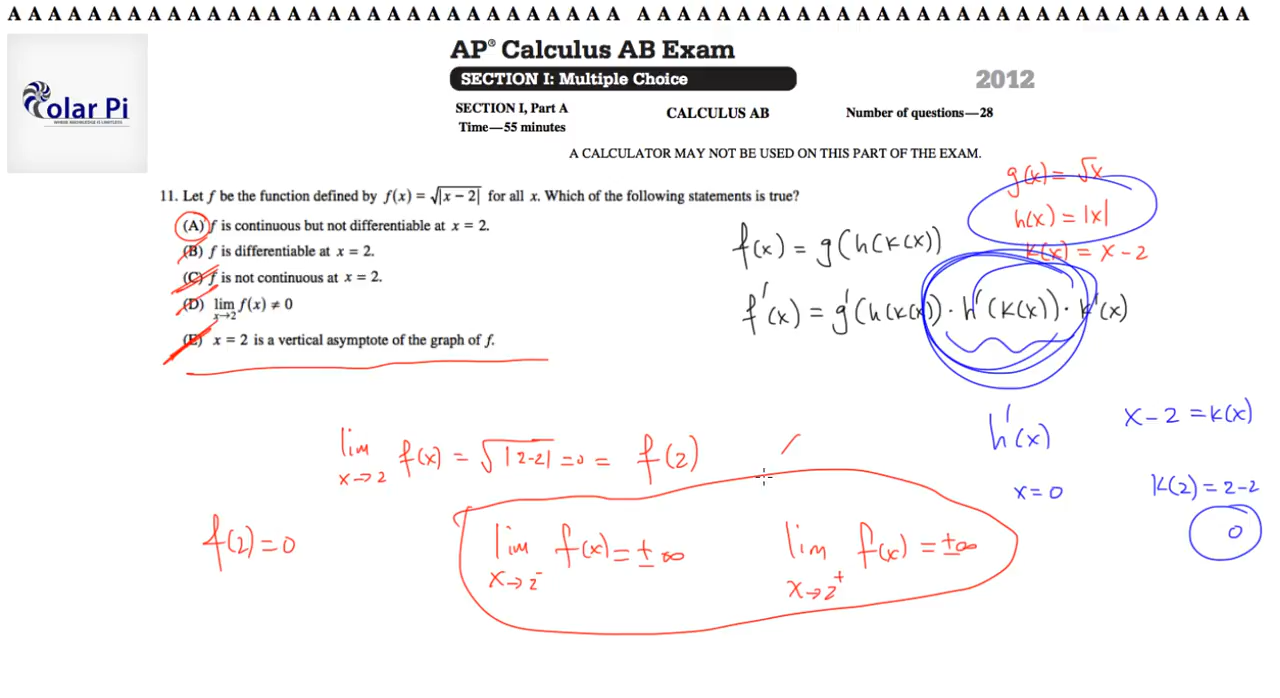 A A A A A A A A A A A A A A A A A A A A A A A A A A A A A A A A A A A A A A A A A A A A A A A A A A A A A A A A A A
olar Pi
AP® Calculus AB Exam
SECTION I: Multiple Choice
2012
SECTION I, Part A
Time—55 minutes
CALCULUS AB
Number of questions—28
A CALCULATOR MAY NOT BE USED ON THIS PART OF THE EXAM.
11. Let f be the function defined by f(x) = √|x − 2| for all x. Which of the following statements is true?
(A) f is continuous but not differentiable at x = 2.
(B) f is differentiable at x = 2.
(C) f is not continuous at x = 2.
(D) lim x→2 f(x) ≠ 0
(E) x = 2 is a vertical asymptote of the graph of f.
g(x) = √x
h(x) = |x|
k(x) = x − 2
f(x) = g(h(k(x))
f'(x) = g'(h(k(x)) · h'(k(x)) · k'(x)
h'(x)
x = 0
x − 2 = k(x)
k(2) = 2 − 2
0
lim x→2 f(x) = √|2-2| = 0 = f(2)
f(2) = 0
lim x→2⁻ f(x) = ± ∞
lim x→2⁺ f(x) = ± ∞